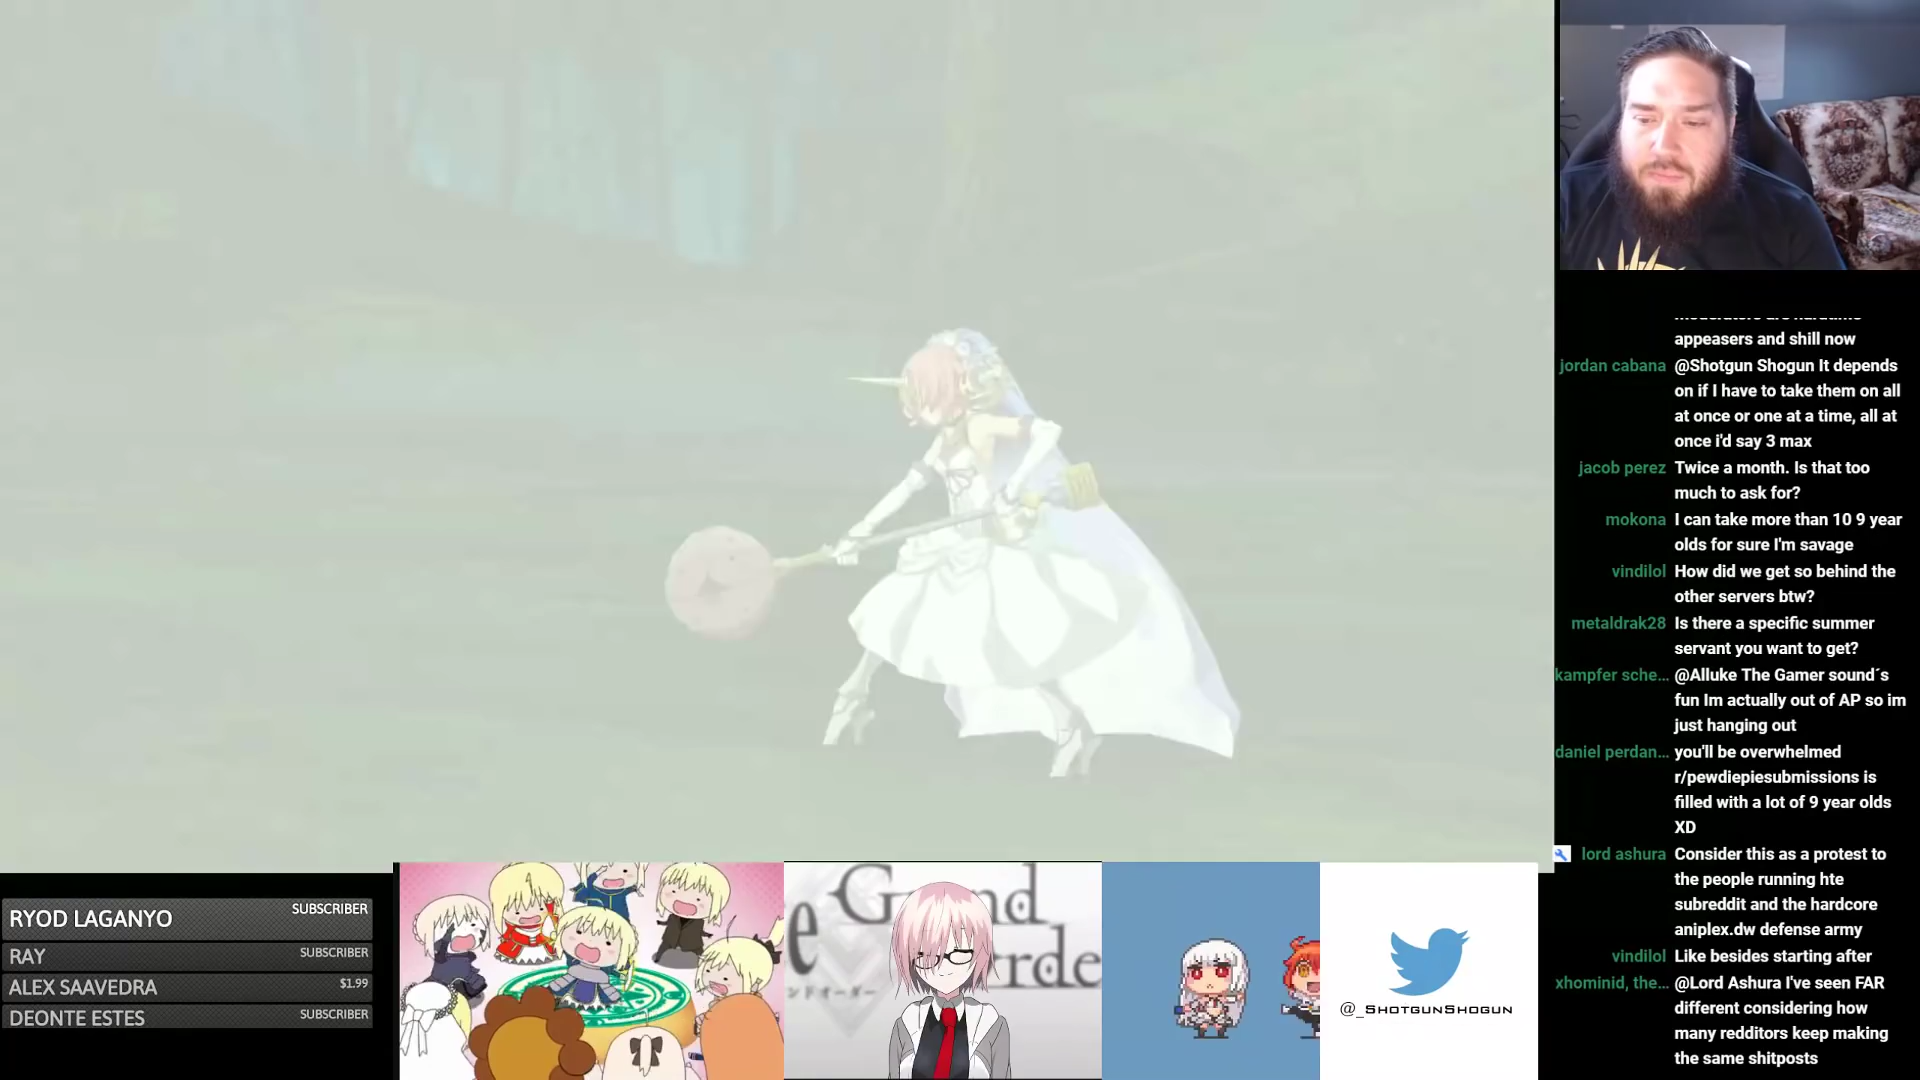 appeasers and shill now
jordan cabana @Shotgun Shogun It depends
on if I have to take them on all
at once or one at a time, all at
once i'd say 3 max
jacob perez Twice a month. Is that too
much to ask for?
mokona I can take more than 10 9 year
olds for sure I'm savage
vindilol How did we get so behind the
other servers btw?
metaldrak28 Is there a specific summer
servant you want to get?
kampfer sche... @Alluke The Gamer sound´s
fun Im actually out of AP so im
just hanging out
daniel perdan... you'll be overwhelmed
r/pewdiepiesubmissions is
filled with a lot of 9 year olds
XD
lord ashura Consider this as a protest to
the people running hte
subreddit and the hardcore
aniplex.dw defense army
vindilol Like besides starting after
xhominid, the... @Lord Ashura I've seen FAR
different considering how
many redditors keep making
the same shitposts
RYOD LAGANYO SUBSCRIBER
RAY SUBSCRIBER
ALEX SAAVEDRA $1.99
DEONTE ESTES SUBSCRIBER
e Grand
rde
ンドオーダー
@_SHOTGUNSHOGUN